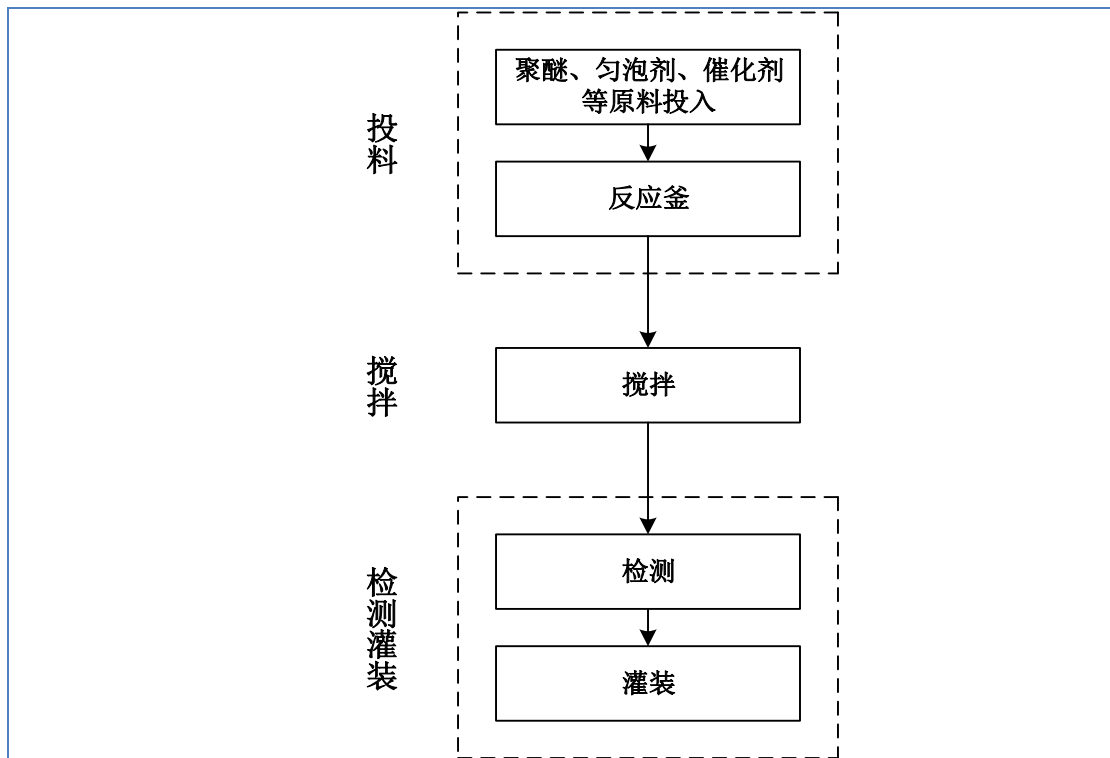 投料
聚醚、匀泡剂、催化剂
等原料投入
反应釜
搅拌
搅拌
检测灌装
检测
灌装